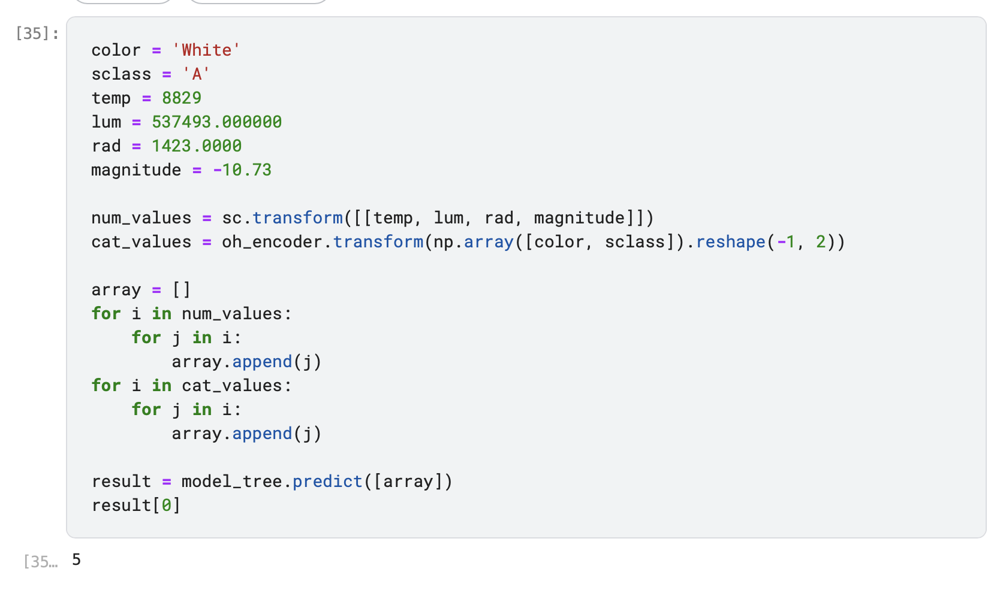 [35]:
color = 'White'
sclass = 'A'
temp = 8829
lum = 537493.000000
rad = 1423.0000
magnitude = -10.73
num_values = sc.transform([[temp, lum, rad, magnitude]])
cat_values = oh_encoder.transform(np.array([color, sclass]).reshape(-1, 2))
array = []
for i in num_values:
    for j in i:
        array.append(j)
for i in cat_values:
    for j in i:
        array.append(j)
result = model_tree.predict([array])
result[0]
[35… 5